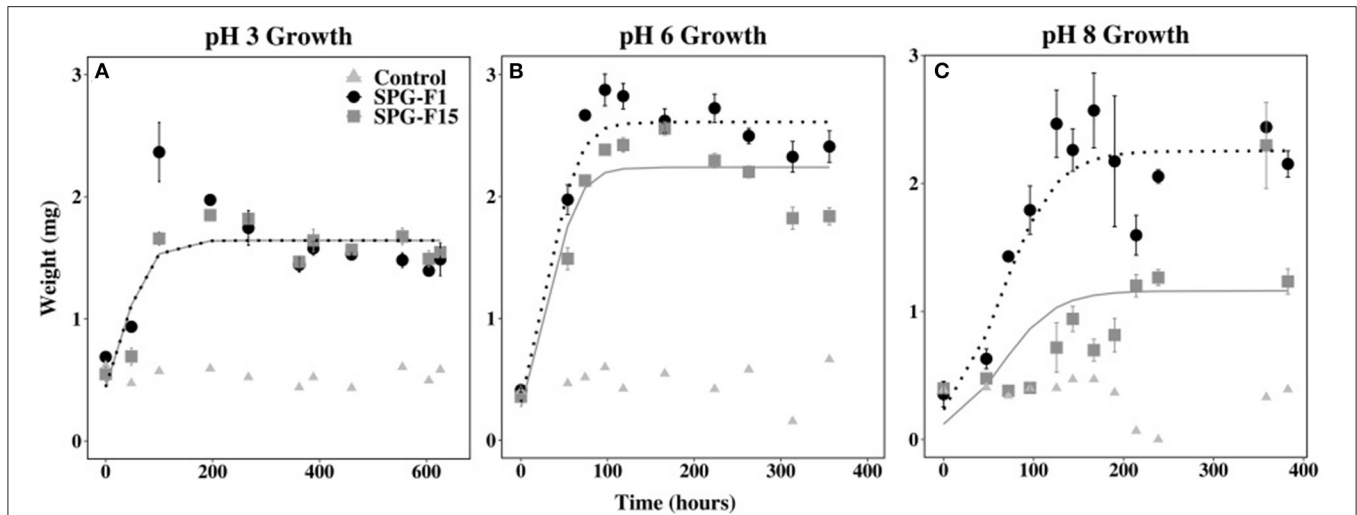 pH 3 Growth
pH 6 Growth
pH 8 Growth
A
B
C
Control
SPG-F1
SPG-F15
Weight (mg)
3
2
1
0
3
2
1
0
3
2
1
0
0 200 400 600
0 100 200 300 400
0 100 200 300 400
Time (hours)